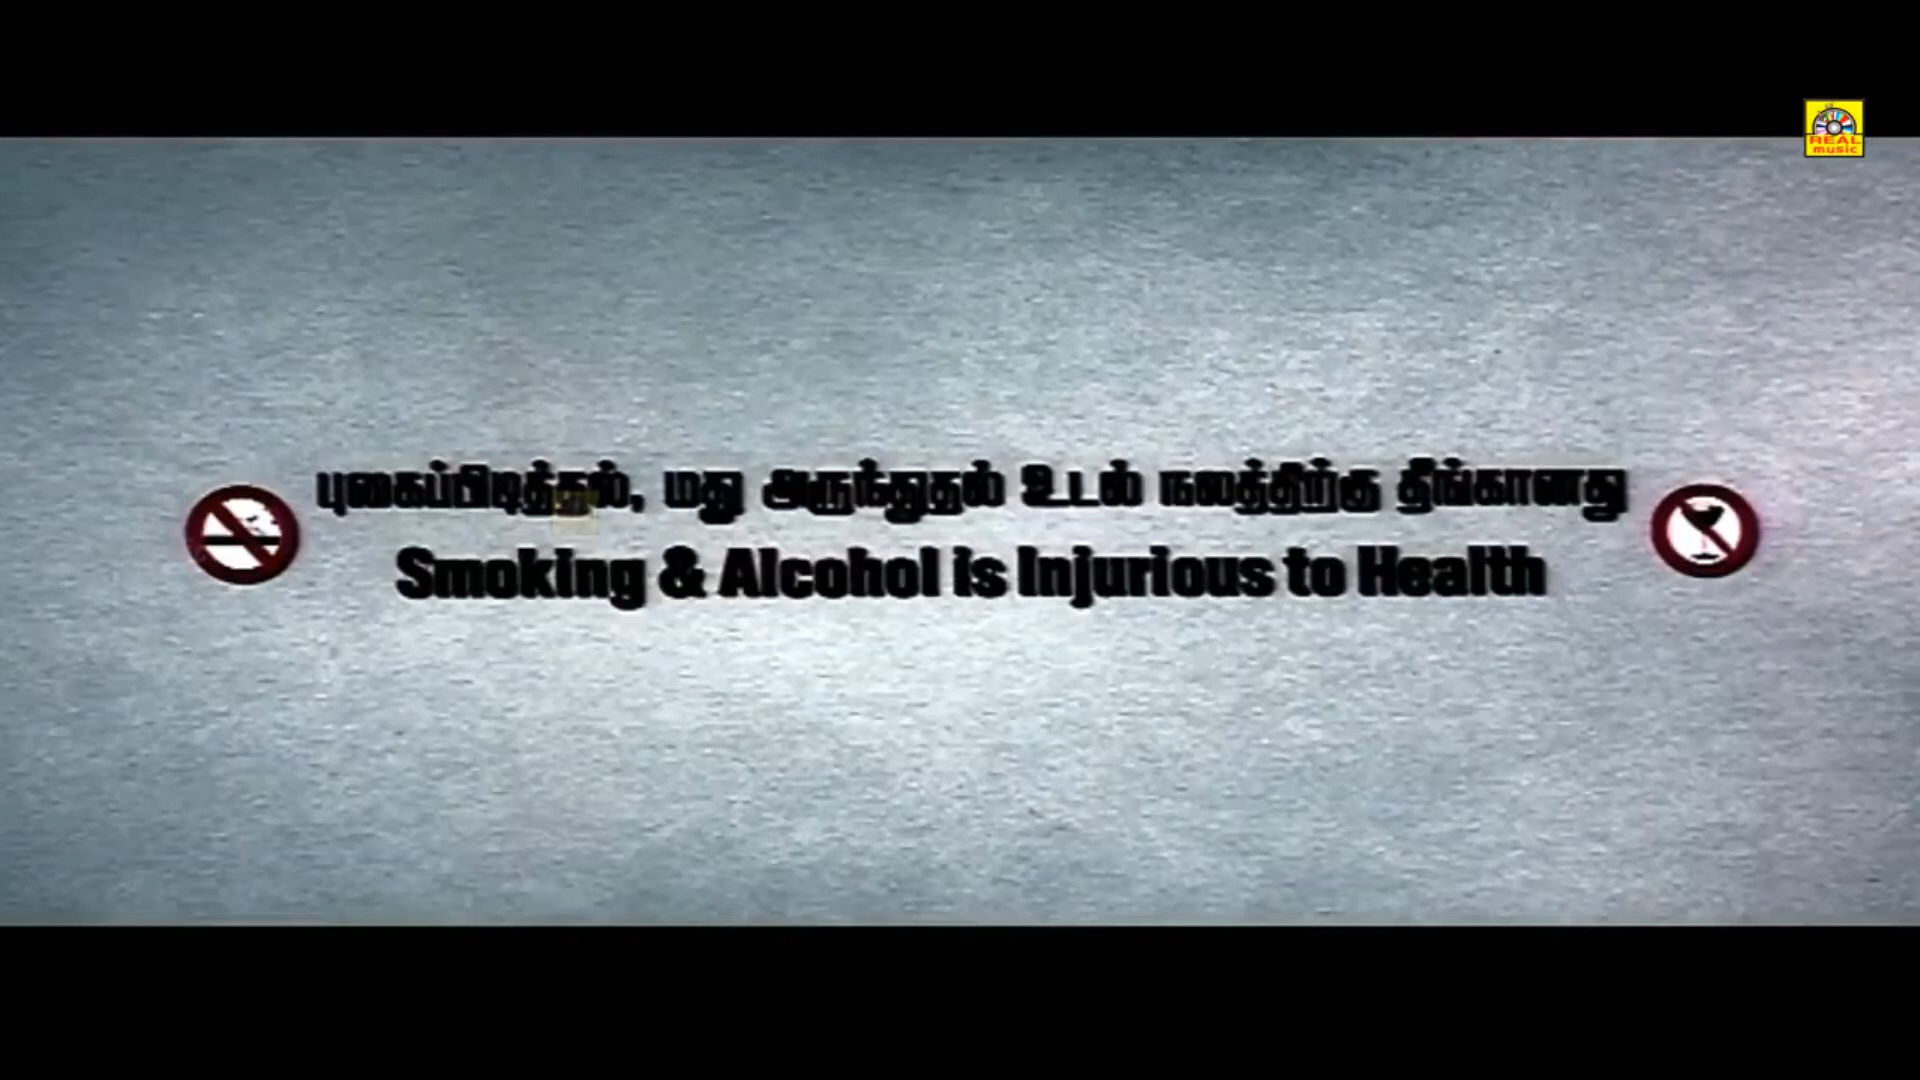 REAL
music
புகைப்பிடித்தல், மது அருந்துதல் உடல் நலத்திற்கு தீங்கானது
Smoking & Alcohol is Injurious to Health